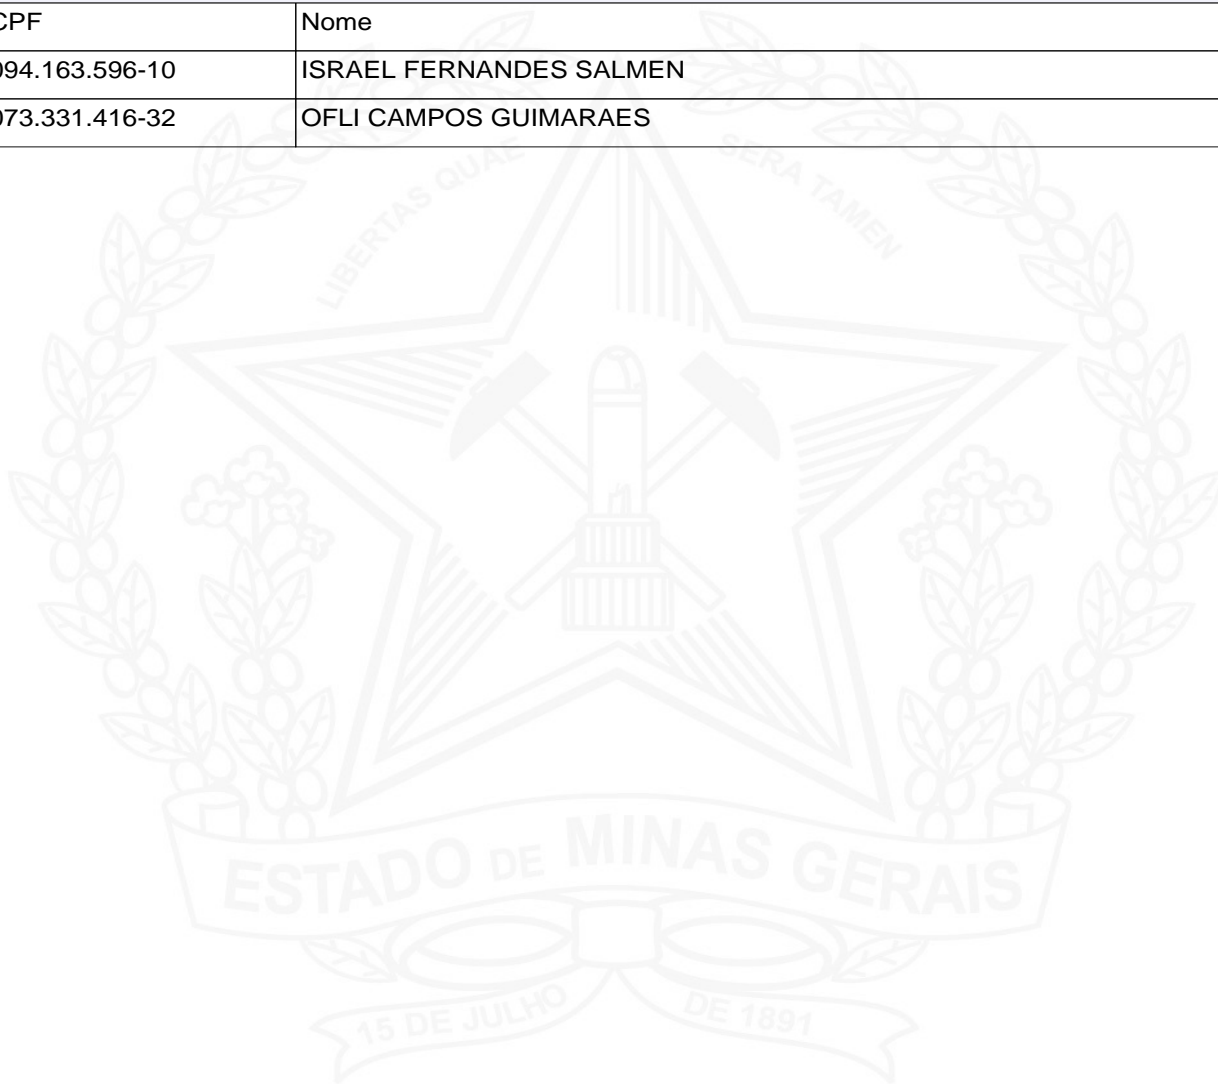 CPF Nome
094.163.596-10 ISRAEL FERNANDES SALMEN
073.331.416-32 OFLI CAMPOS GUIMARAES
LIBERTAS QUAE SERA TAMEN
ESTADO DE MINAS GERAIS
15 DE JULHO DE 1891